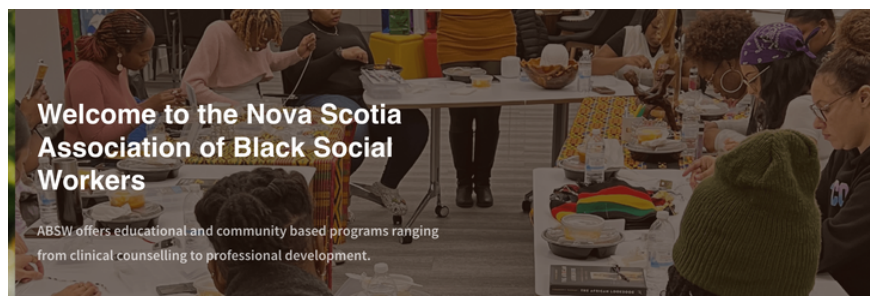 Welcome to the Nova Scotia
Association of Black Social
Workers
ABSW offers educational and community based programs ranging
from clinical counselling to professional development.